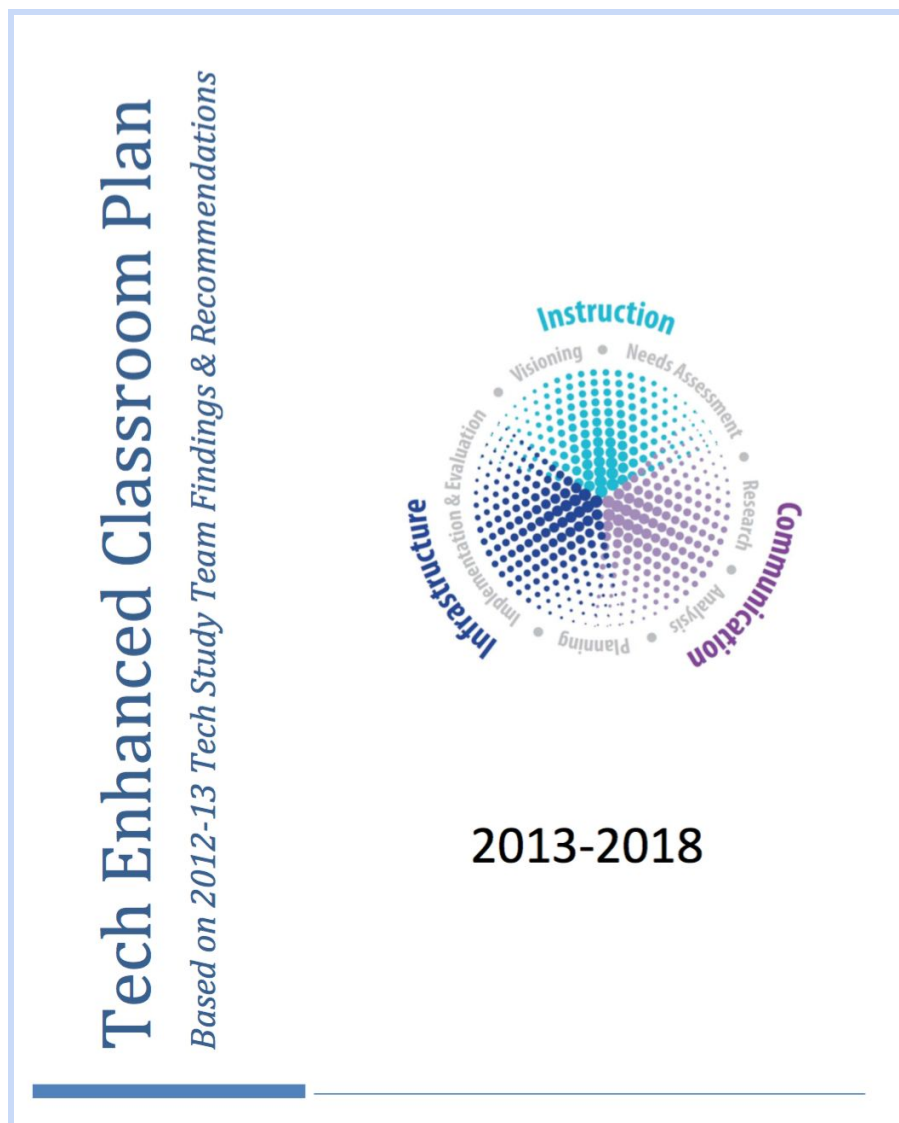 Tech Enhanced Classroom Plan
Based on 2012-13 Tech Study Team Findings & Recommendations
Instruction
Communication
Infrastructure
Visioning • Needs Assessment • Research • Analysis • Planning • Implementation & Evaluation •
2013-2018